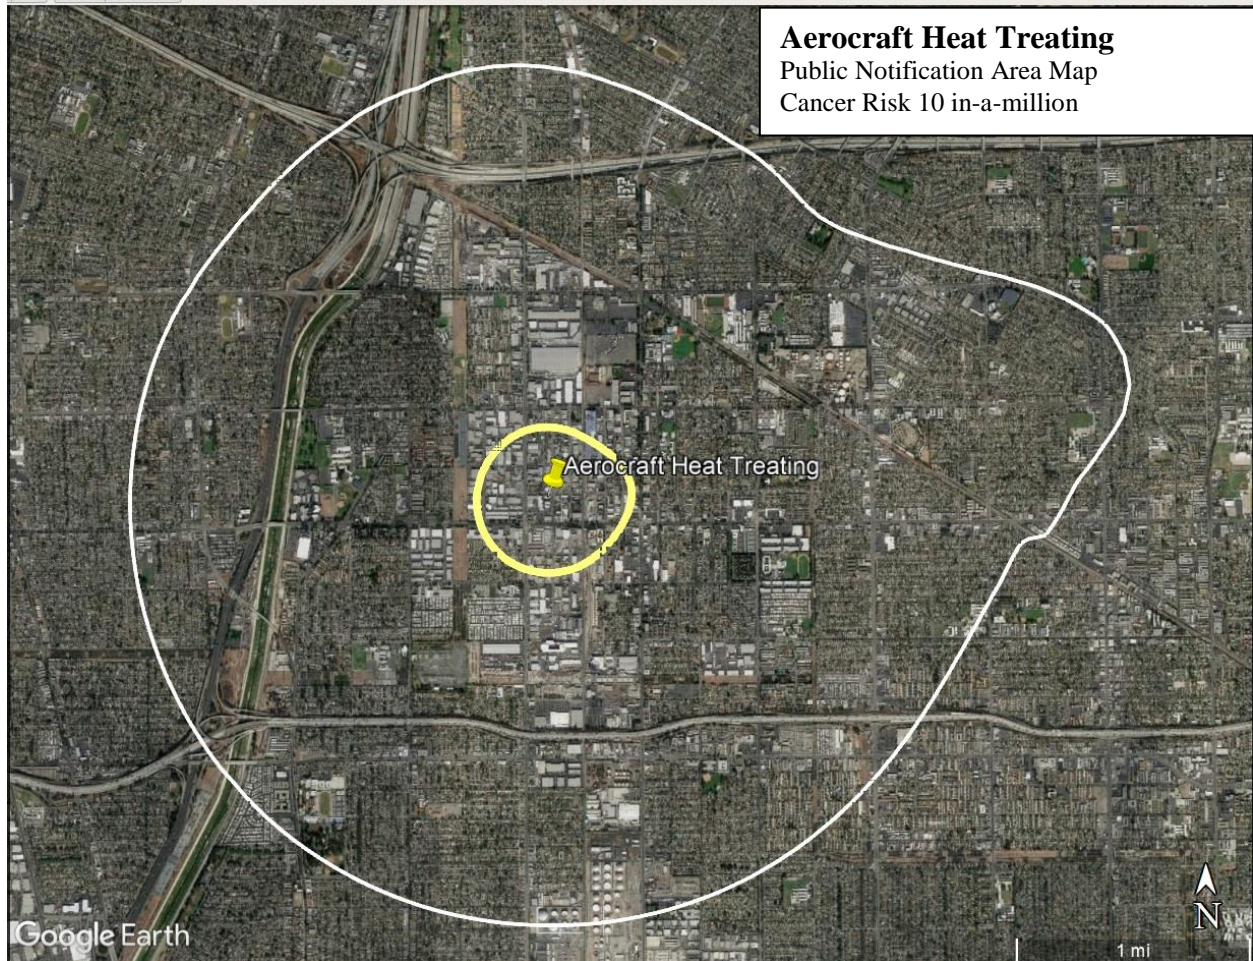 Aerocraft Heat Treating
Public Notification Area Map
Cancer Risk 10 in-a-million
Aerocraft Heat Treating
N
Google Earth
1 mi